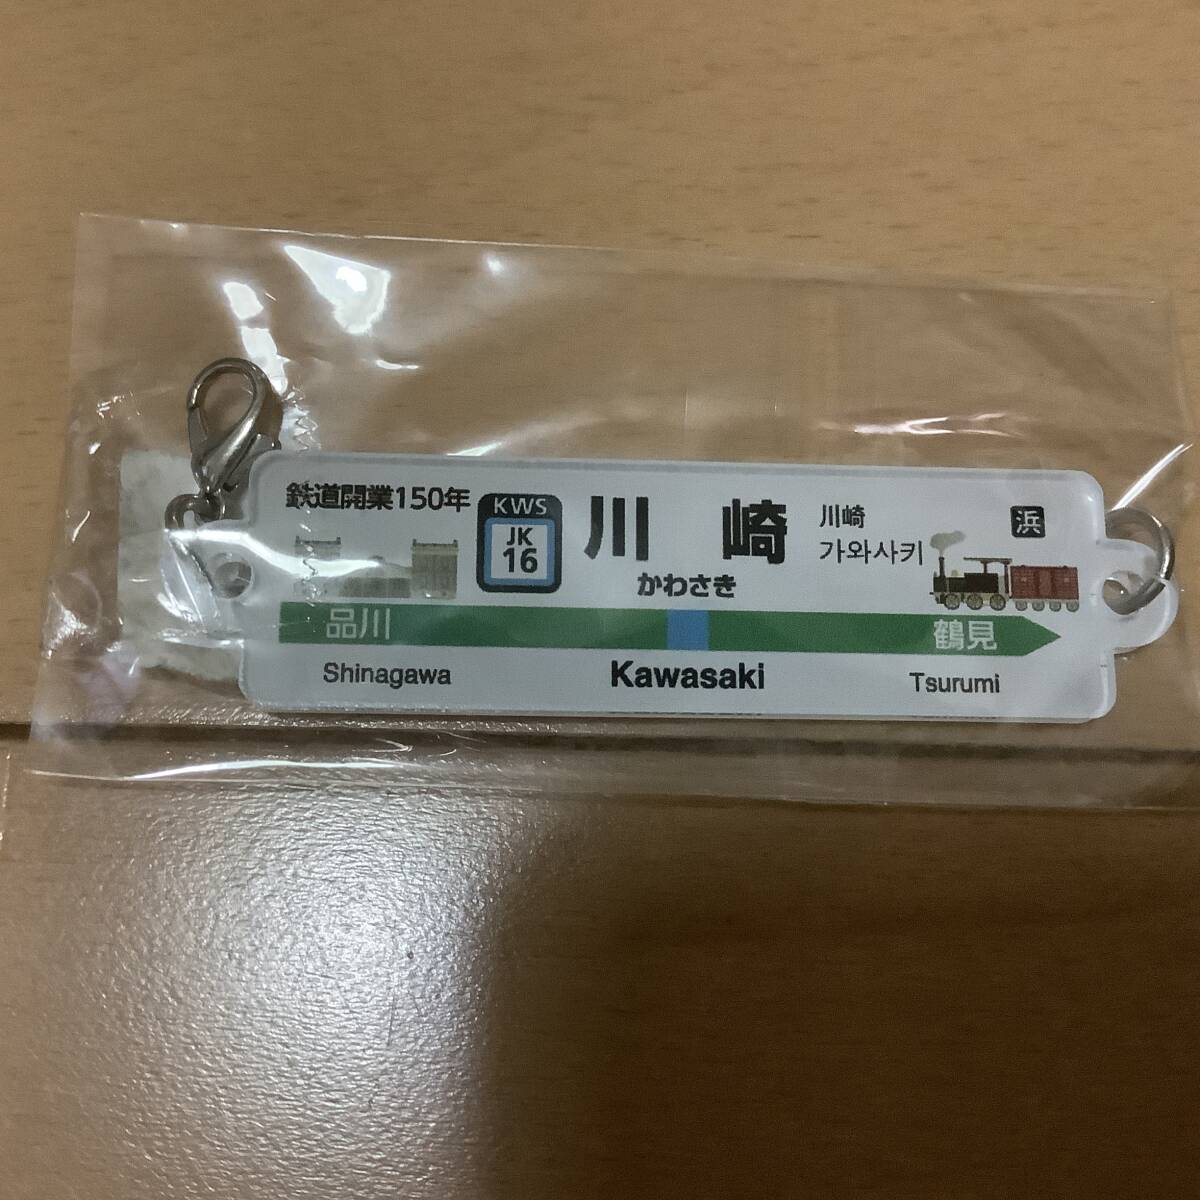 鉄道開業150年
KWS
JK
16
川崎
かわさき
川崎
가와사키
浜
品川
鶴見
Shinagawa
Kawasaki
Tsurumi